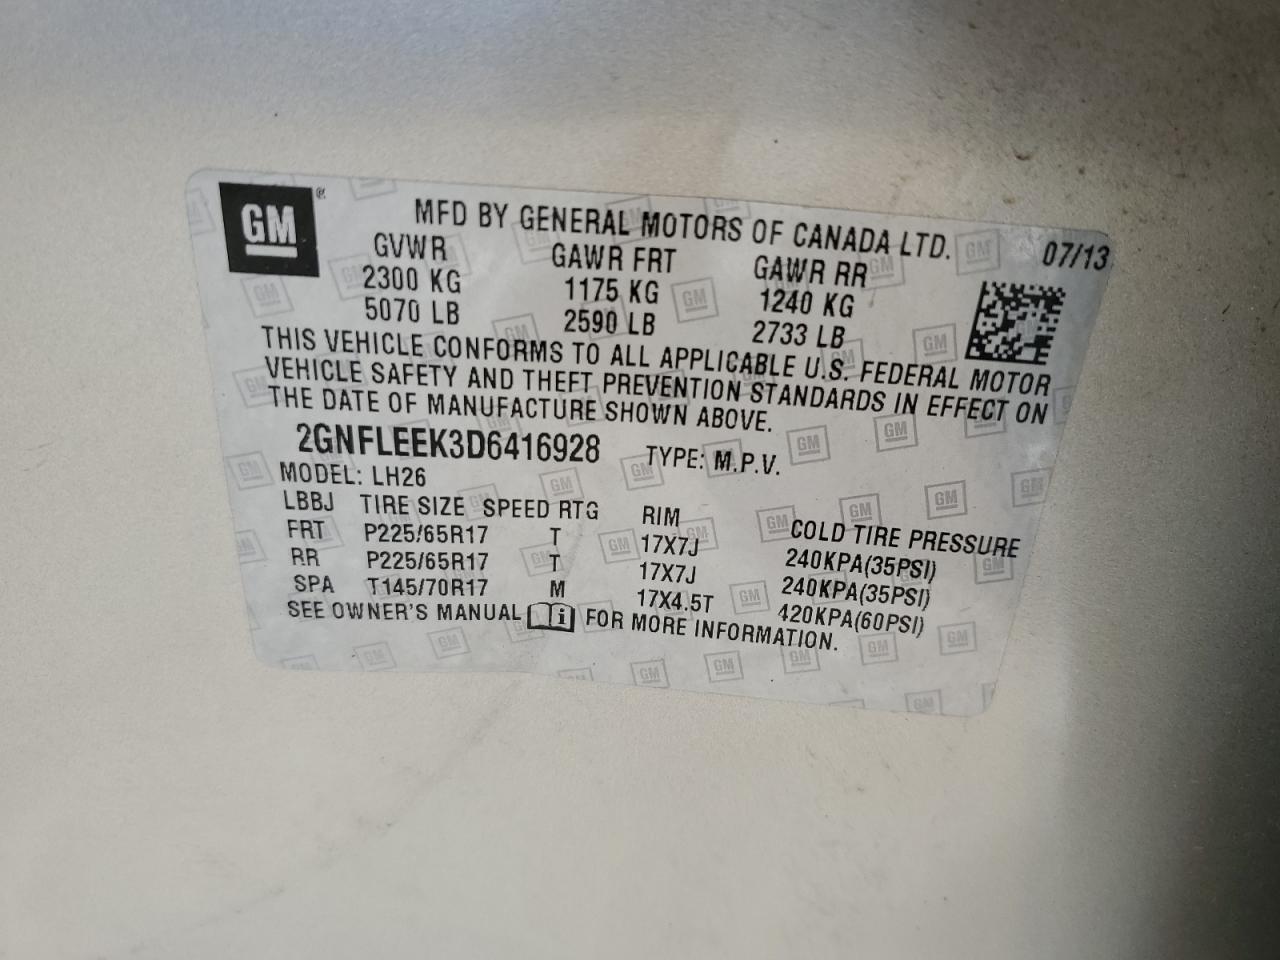 GM ® MFD BY GENERAL MOTORS OF CANADA LTD. 07/13
GVWR GAWR FRT GAWR RR
2300 KG 1175 KG 1240 KG
5070 LB 2590 LB 2733 LB
THIS VEHICLE CONFORMS TO ALL APPLICABLE U.S. FEDERAL MOTOR
VEHICLE SAFETY AND THEFT PREVENTION STANDARDS IN EFFECT ON
THE DATE OF MANUFACTURE SHOWN ABOVE.
2GNFLEEK3D6416928 TYPE: M.P.V.
MODEL: LH26
LBBJ TIRE SIZE SPEED RTG RIM COLD TIRE PRESSURE
FRT P225/65R17 T 17X7J 240KPA(35PSI)
RR P225/65R17 T 17X7J 240KPA(35PSI)
SPA T145/70R17 M 17X4.5T 420KPA(60PSI)
SEE OWNER'S MANUAL i FOR MORE INFORMATION.